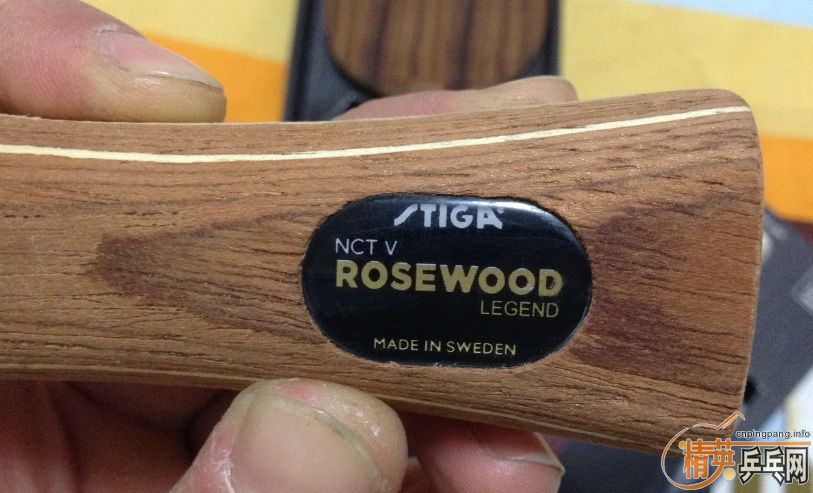 STIGA®
NCT V
ROSEWOOD
LEGEND
MADE IN SWEDEN
cnpingpang.info
精英乒乓网